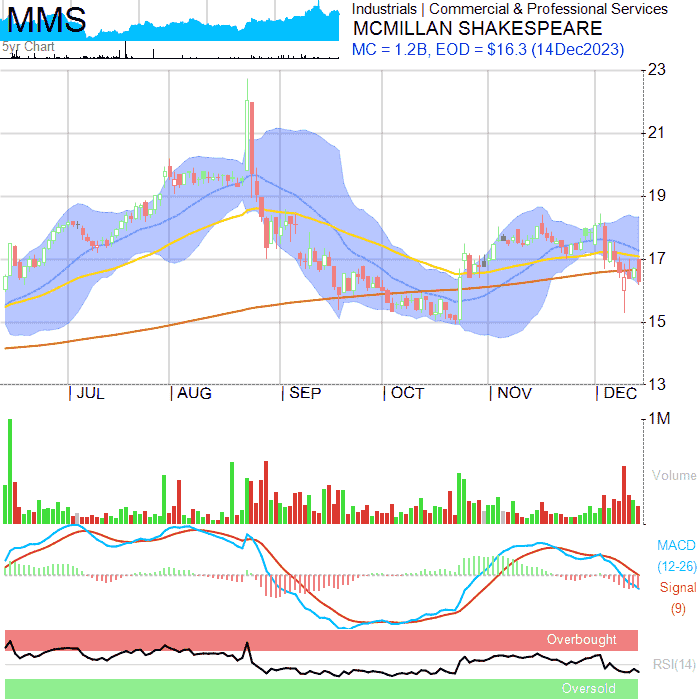 MMS
5yr Chart
Industrials | Commercial & Professional Services
MCMILLAN SHAKESPEARE
MC = 1.2B, EOD = $16.3 (14Dec2023)
23
21
19
17
15
13
JUL AUG SEP OCT NOV DEC
1M
Volume
MACD
(12-26)
Signal
(9)
Overbought
RSI(14)
Oversold